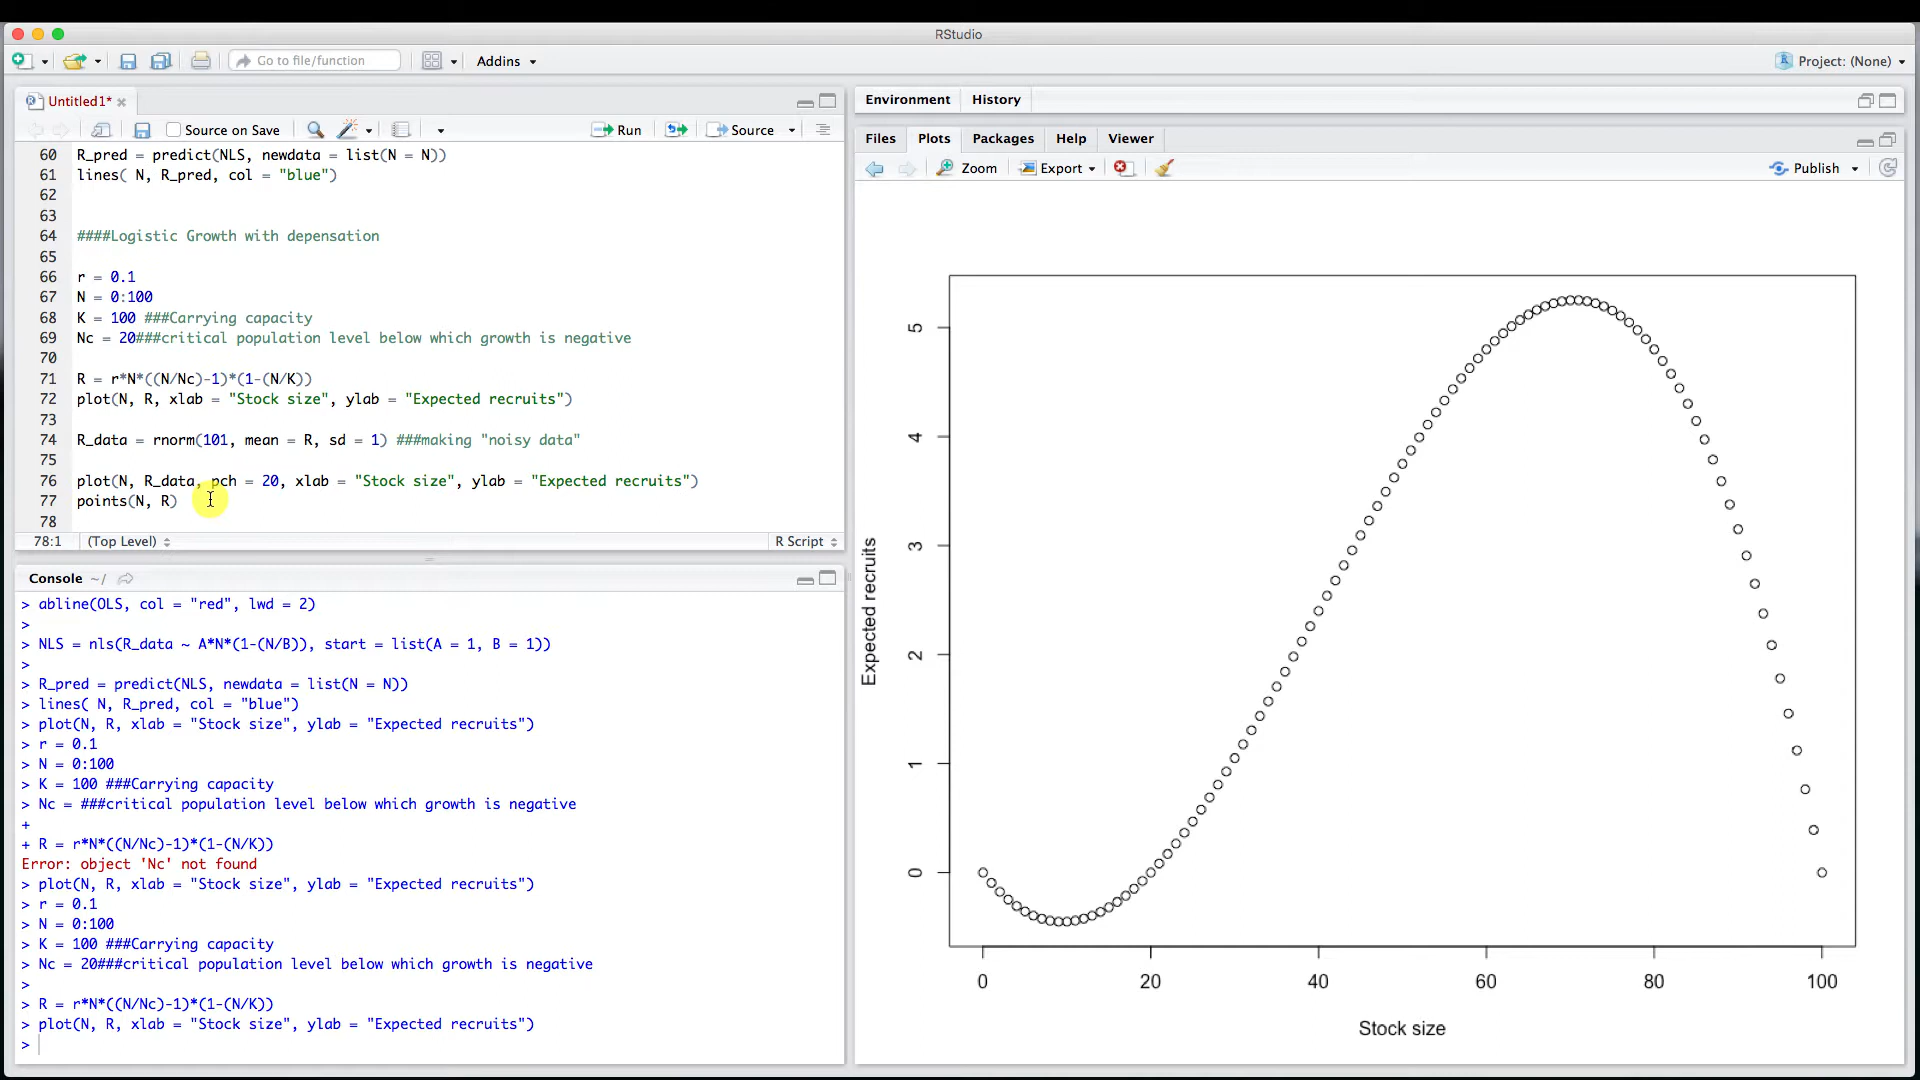 RStudio
Go to file/function
Addins
Project: (None)
Untitled1*
Source on Save
Run
Source
60 R_pred = predict(NLS, newdata = list(N = N))
61 lines( N, R_pred, col = "blue")
62
63
64 ####Logistic Growth with depensation
65
66 r = 0.1
67 N = 0:100
68 K = 100 ###Carrying capacity
69 Nc = 20###critical population level below which growth is negative
70
71 R = r*N*((N/Nc)-1)*(1-(N/K))
72 plot(N, R, xlab = "Stock size", ylab = "Expected recruits")
73
74 R_data = rnorm(101, mean = R, sd = 1) ###making "noisy data"
75
76 plot(N, R_data, pch = 20, xlab = "Stock size", ylab = "Expected recruits")
77 points(N, R)
78
78:1 (Top Level) R Script
Console ~/
> abline(OLS, col = "red", lwd = 2)
>
> NLS = nls(R_data ~ A*N*(1-(N/B)), start = list(A = 1, B = 1))
>
> R_pred = predict(NLS, newdata = list(N = N))
> lines( N, R_pred, col = "blue")
> plot(N, R, xlab = "Stock size", ylab = "Expected recruits")
> r = 0.1
> N = 0:100
> K = 100 ###Carrying capacity
> Nc = ###critical population level below which growth is negative
+
+ R = r*N*((N/Nc)-1)*(1-(N/K))
Error: object 'Nc' not found
> plot(N, R, xlab = "Stock size", ylab = "Expected recruits")
> r = 0.1
> N = 0:100
> K = 100 ###Carrying capacity
> Nc = 20###critical population level below which growth is negative
>
> R = r*N*((N/Nc)-1)*(1-(N/K))
> plot(N, R, xlab = "Stock size", ylab = "Expected recruits")
>
Environment History
Files Plots Packages Help Viewer
Zoom Export Publish
Expected recruits
5
4
3
2
1
0
0 20 40 60 80 100
Stock size